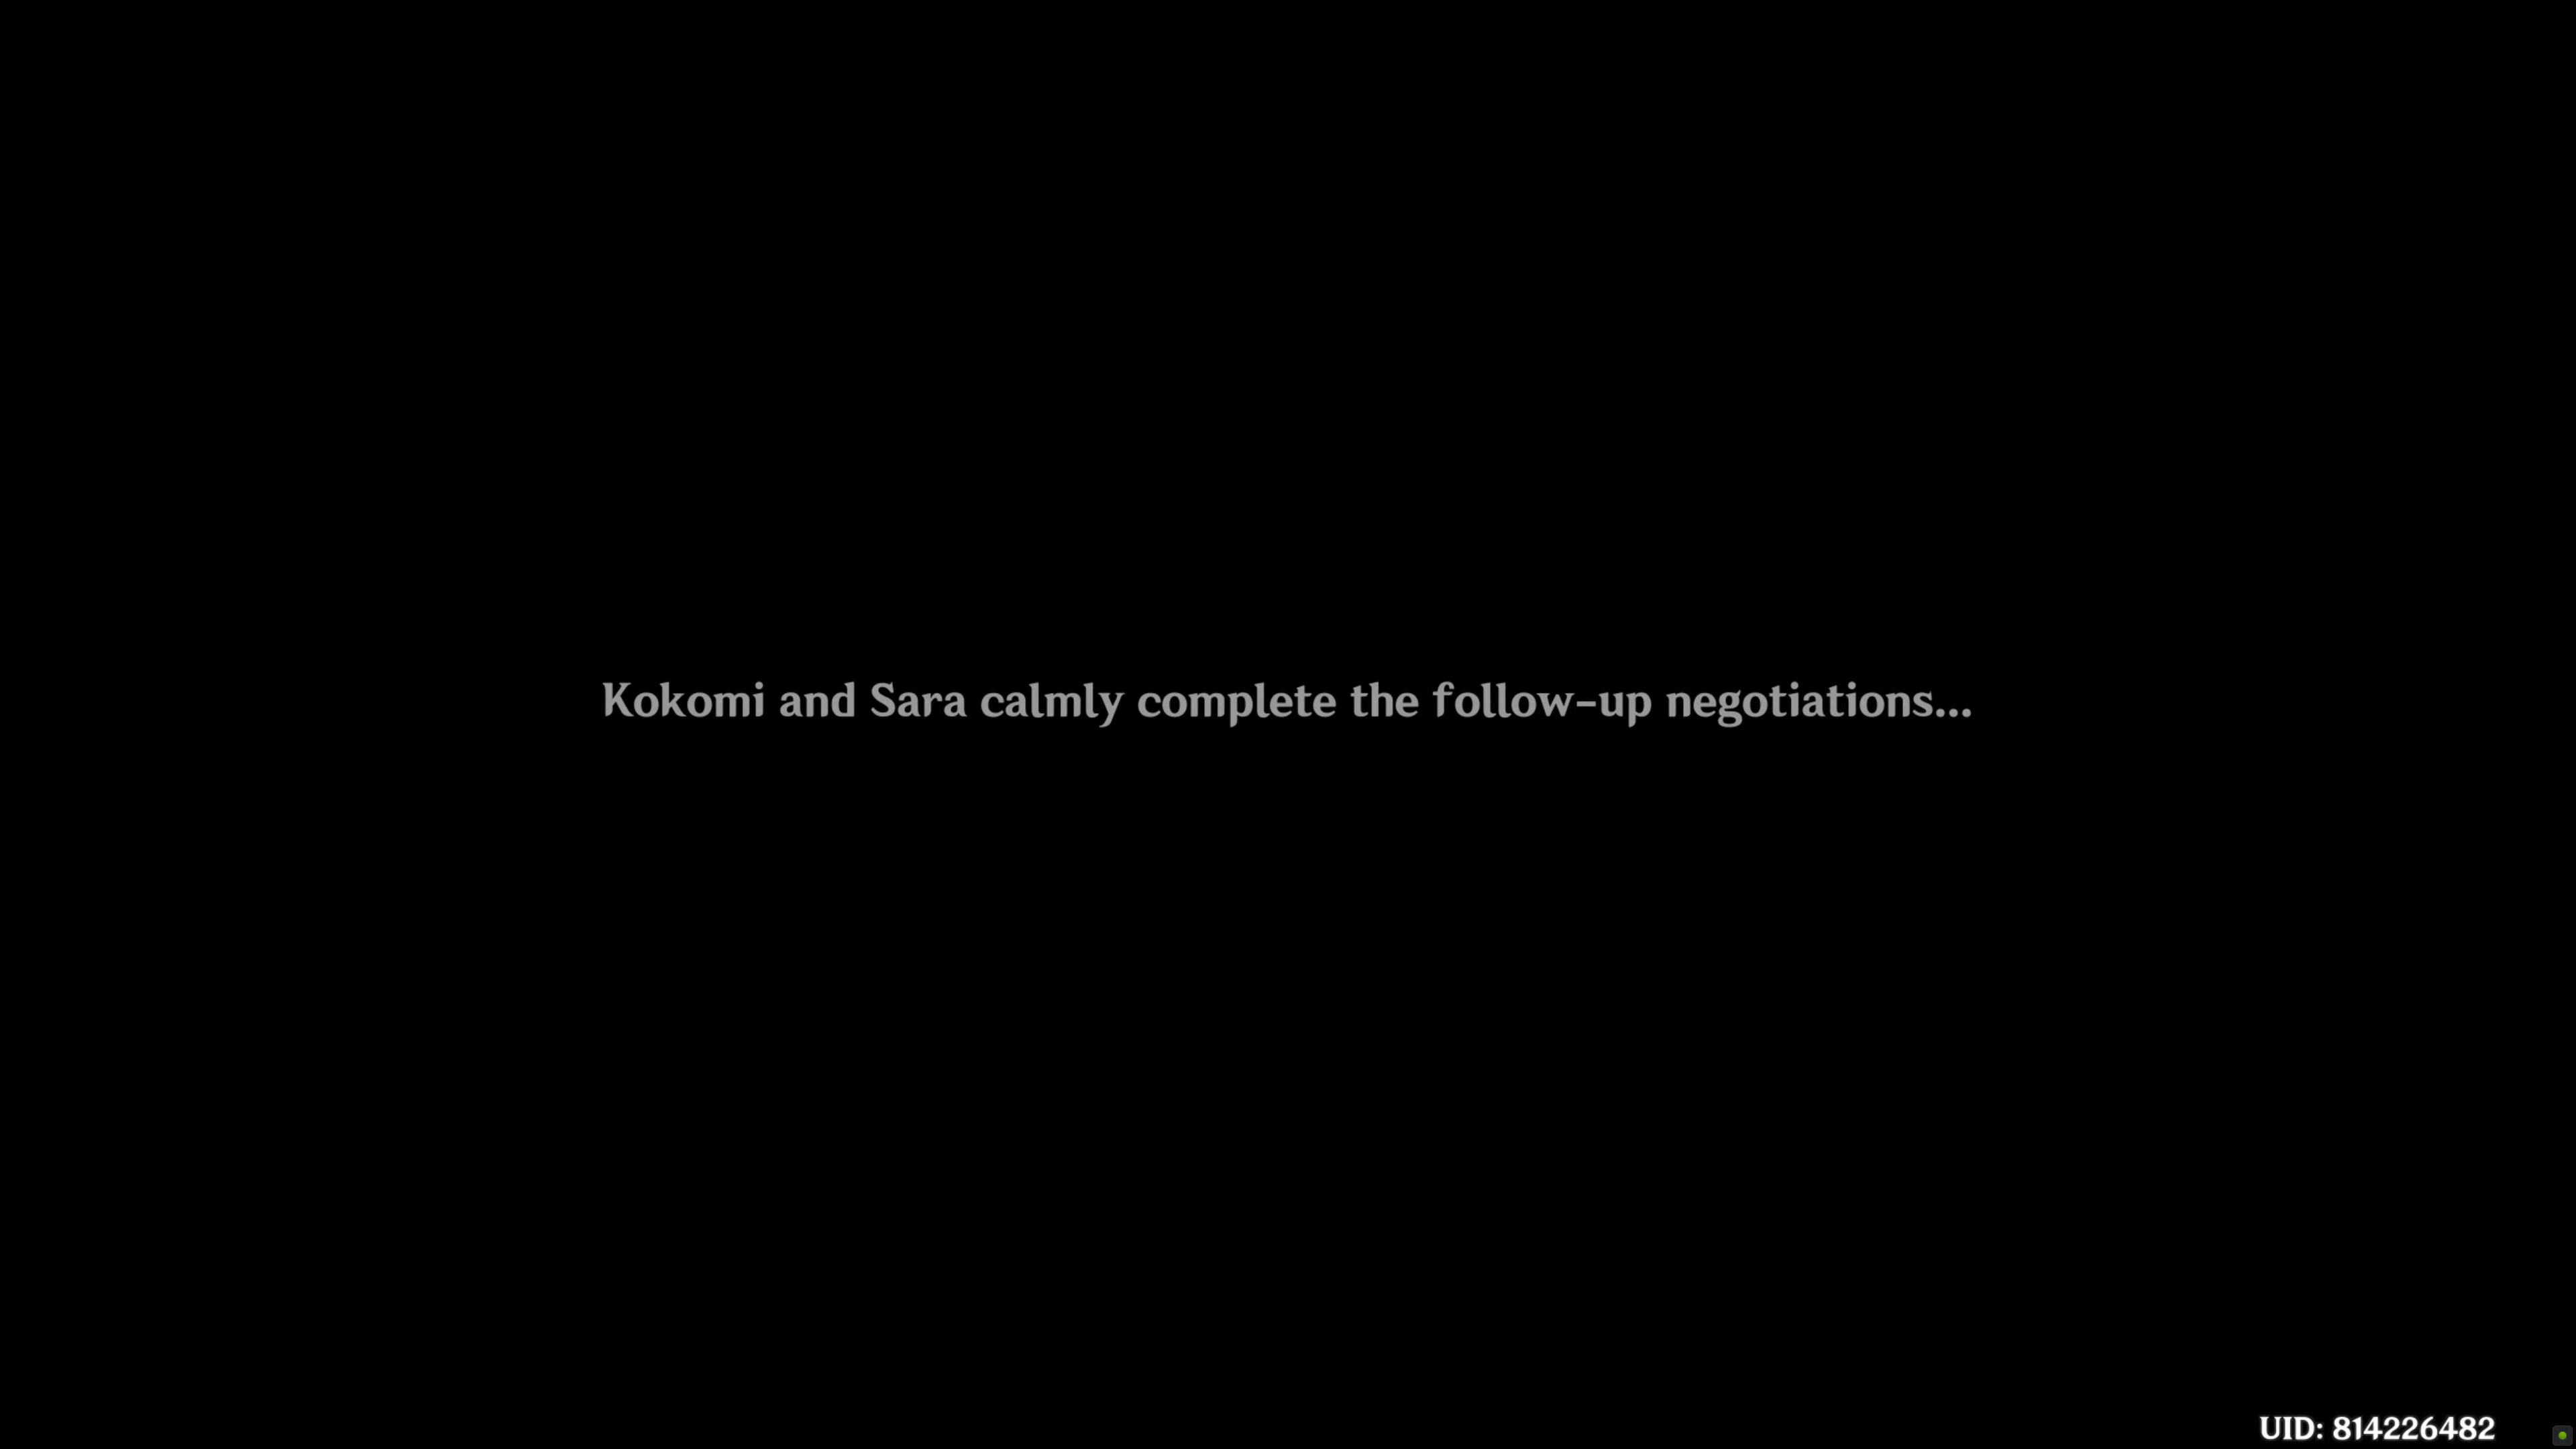 Kokomi and Sara calmly complete the follow-up negotiations...
UID: 814226482